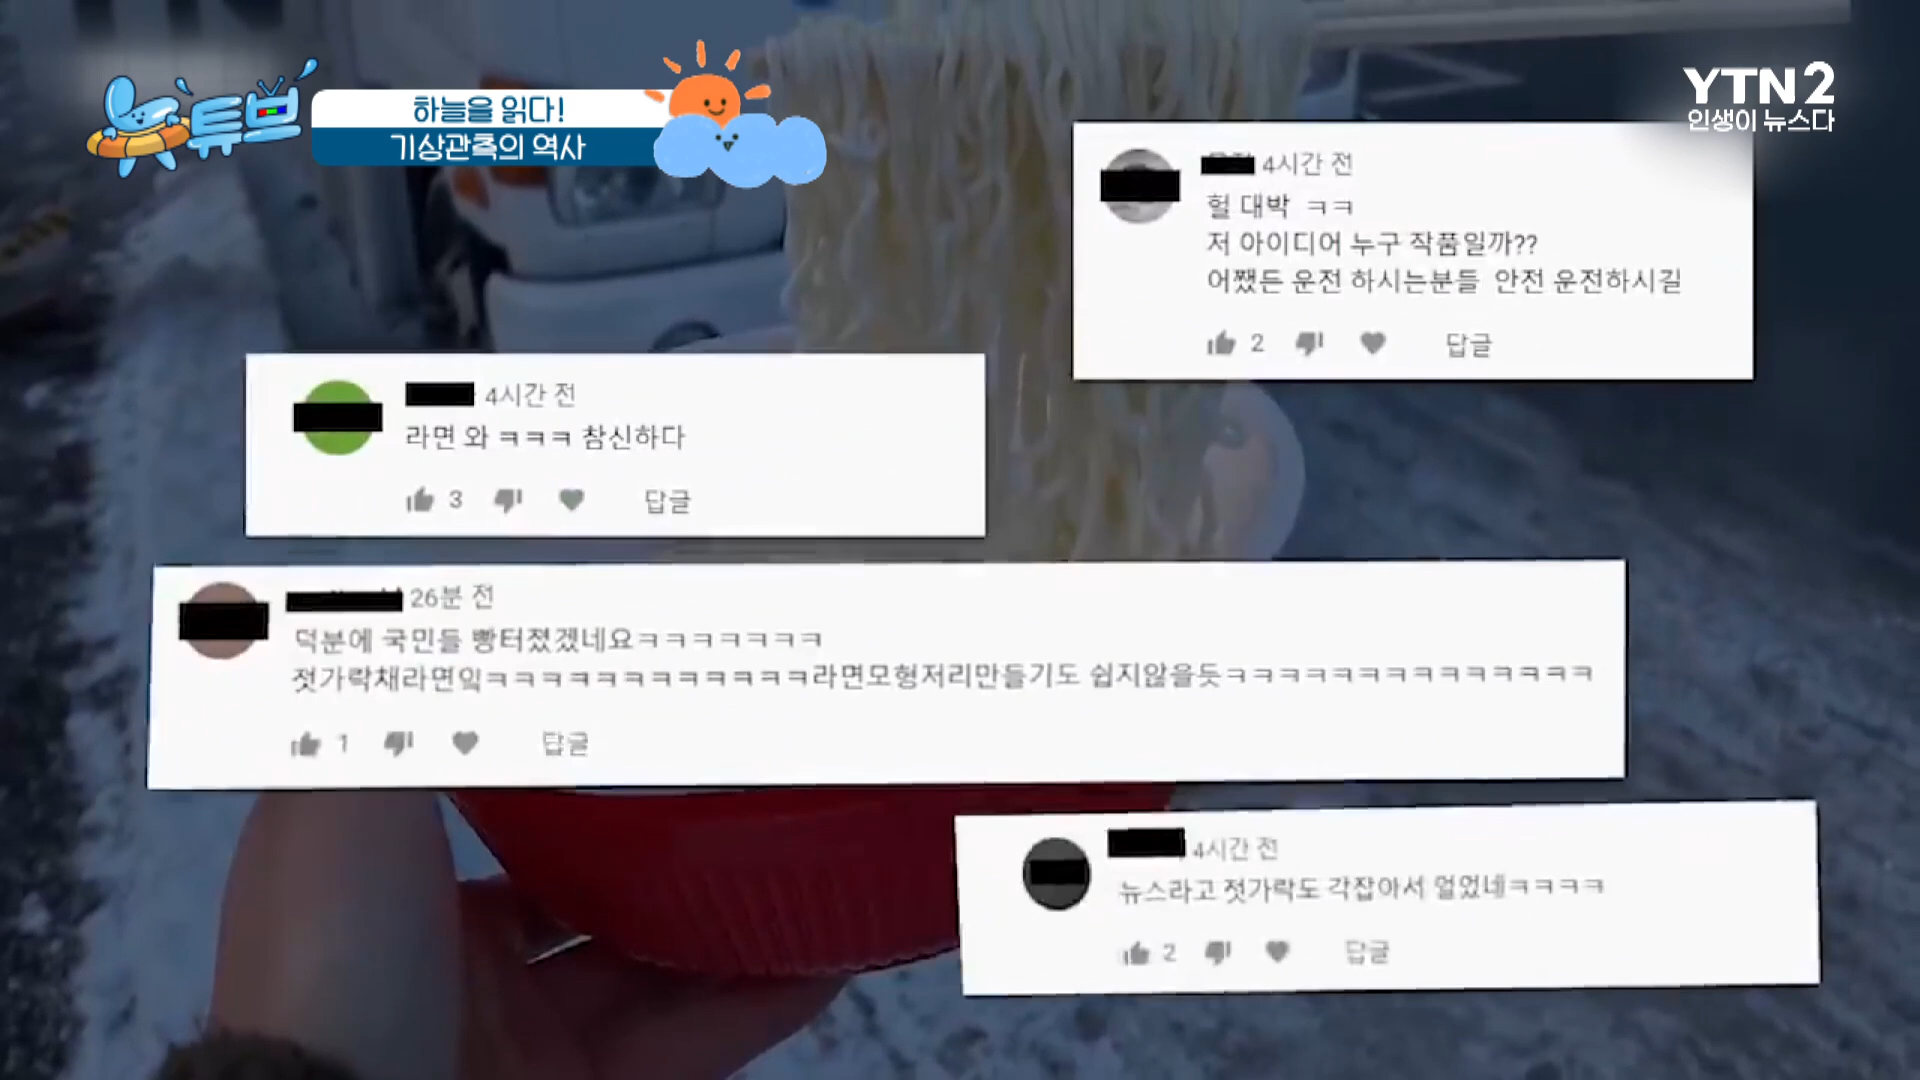 뉴튜브
하늘을 읽다!
기상관측의 역사
YTN2
인생이 뉴스다
4시간 전
헐 대박 ㅋㅋ
저 아이디어 누구 작품일까??
어쨌든 운전 하시는분들 안전 운전하시길
2 답글
4시간 전
라면 와 ㅋㅋㅋ 참신하다
3 답글
26분 전
덕분에 국민들 빵터졌겠네요ㅋㅋㅋㅋㅋㅋㅋ
젓가락채라면잌ㅋㅋㅋㅋㅋㅋㅋㅋㅋㅋㅋㅋ라면모형저리만들기도 쉽지않을듯ㅋㅋㅋㅋㅋㅋㅋㅋㅋㅋㅋㅋㅋㅋ
1 답글
4시간 전
뉴스라고 젓가락도 각잡아서 얼었네ㅋㅋㅋㅋ
2 답글